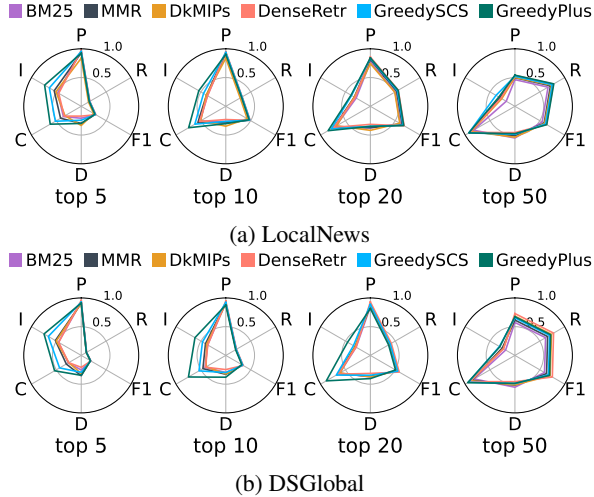 BM25 MMR DkMIPs DenseRetr GreedySCS GreedyPlus
P P P P
1.0 1.0 1.0 1.0
I R I R I R I R
0.5 0.5 0.5 0.5
C F1 C F1 C F1 C F1
D D D D
top 5 top 10 top 20 top 50
(a) LocalNews
BM25 MMR DkMIPs DenseRetr GreedySCS GreedyPlus
P P P P
1.0 1.0 1.0 1.0
I R I R I R I R
0.5 0.5 0.5 0.5
C F1 C F1 C F1 C F1
D D D D
top 5 top 10 top 20 top 50
(b) DSGlobal